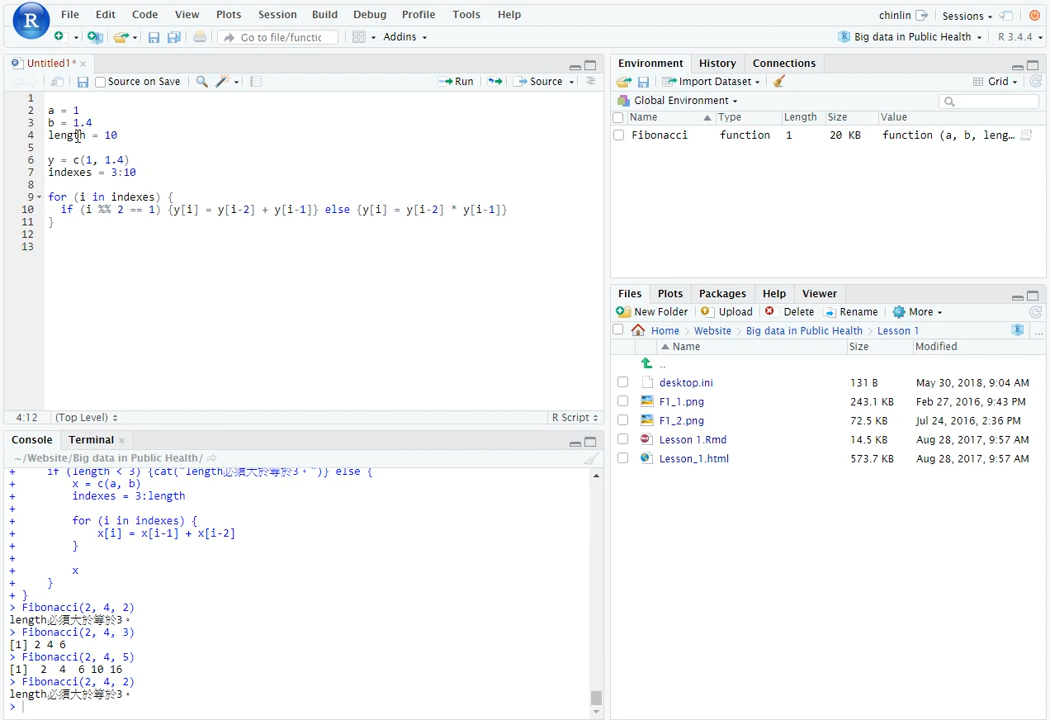 File Edit Code View Plots Session Build Debug Profile Tools Help
chinlin Sessions
R
Go to file/functic Addins
Big data in Public Health R 3.4.4
Untitled1* ×
Source on Save Run Source
1
2 a = 1
3 b = 1.4
4 length = 10
5
6 y = c(1, 1.4)
7 indexes = 3:10
8
9 for (i in indexes) {
10 if (i %% 2 == 1) {y[i] = y[i-2] + y[i-1]} else {y[i] = y[i-2] * y[i-1]}
11 }
12
13
4:12 (Top Level) R Script
Console Terminal ×
~/Website/Big data in Public Health/
+ if (length < 3) {cat("length必須大於等於3。")} else {
+ x = c(a, b)
+ indexes = 3:length
+
+ for (i in indexes) {
+ x[i] = x[i-1] + x[i-2]
+ }
+
+ x
+ }
+ }
> Fibonacci(2, 4, 2)
length必須大於等於3。
> Fibonacci(2, 4, 3)
[1] 2 4 6
> Fibonacci(2, 4, 5)
[1] 2 4 6 10 16
> Fibonacci(2, 4, 2)
length必須大於等於3。
>
Environment History Connections
Import Dataset Grid
Global Environment
Name Type Length Size Value
Fibonacci function 1 20 KB function (a, b, leng…
Files Plots Packages Help Viewer
New Folder Upload Delete Rename More
Home Website Big data in Public Health Lesson 1 R ...
Name Size Modified
..
desktop.ini 131 B May 30, 2018, 9:04 AM
F1_1.png 243.1 KB Feb 27, 2016, 9:43 PM
F1_2.png 72.5 KB Jul 24, 2016, 2:36 PM
Lesson 1.Rmd 14.5 KB Aug 28, 2017, 9:57 AM
Lesson_1.html 573.7 KB Aug 28, 2017, 9:57 AM